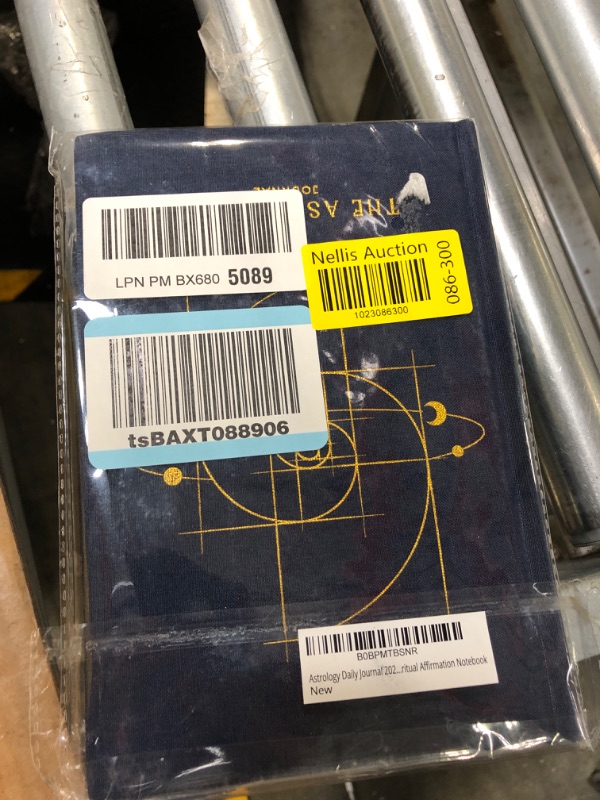 THE AS
JOURNAL
LPN PM BX680 5089
Nellis Auction
1023086300
086-300
tsBAXT088906
B0BPMTBSNR
Astrology Daily Journal'202...ritual Affirmation Notebook
New